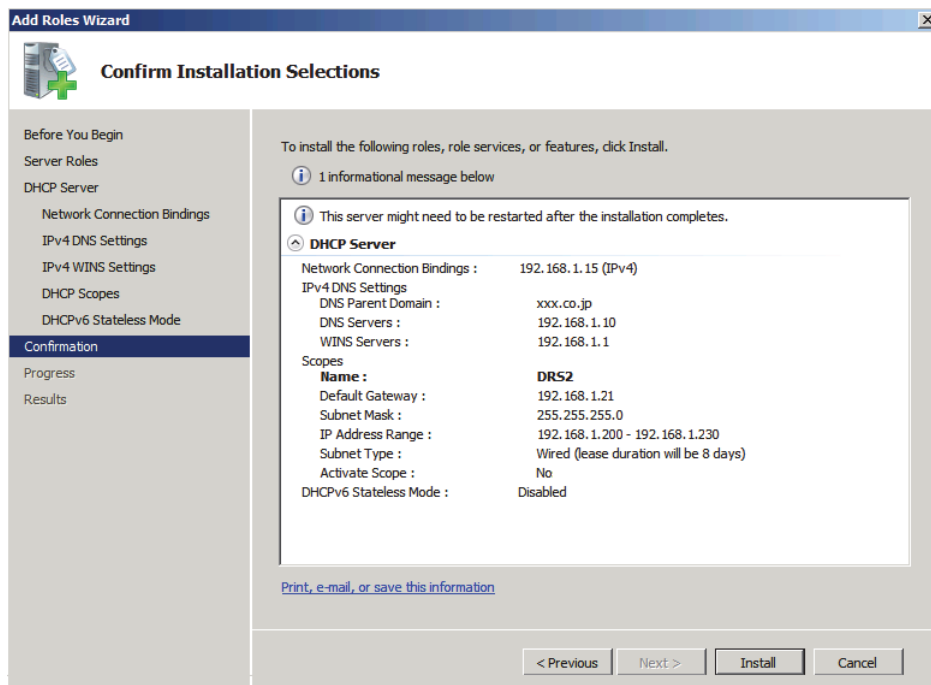 Add Roles Wizard
Confirm Installation Selections
Before You Begin
Server Roles
DHCP Server
Network Connection Bindings
IPv4 DNS Settings
IPv4 WINS Settings
DHCP Scopes
DHCPv6 Stateless Mode
Confirmation
Progress
Results
To install the following roles, role services, or features, click Install.
1 informational message below
This server might need to be restarted after the installation completes.
DHCP Server
Network Connection Bindings : 192.168.1.15 (IPv4)
IPv4 DNS Settings
DNS Parent Domain : xxx.co.jp
DNS Servers : 192.168.1.10
WINS Servers : 192.168.1.1
Scopes
Name : DRS2
Default Gateway : 192.168.1.21
Subnet Mask : 255.255.255.0
IP Address Range : 192.168.1.200 - 192.168.1.230
Subnet Type : Wired (lease duration will be 8 days)
Activate Scope : No
DHCPv6 Stateless Mode : Disabled
Print, e-mail, or save this information
< Previous Next > Install Cancel